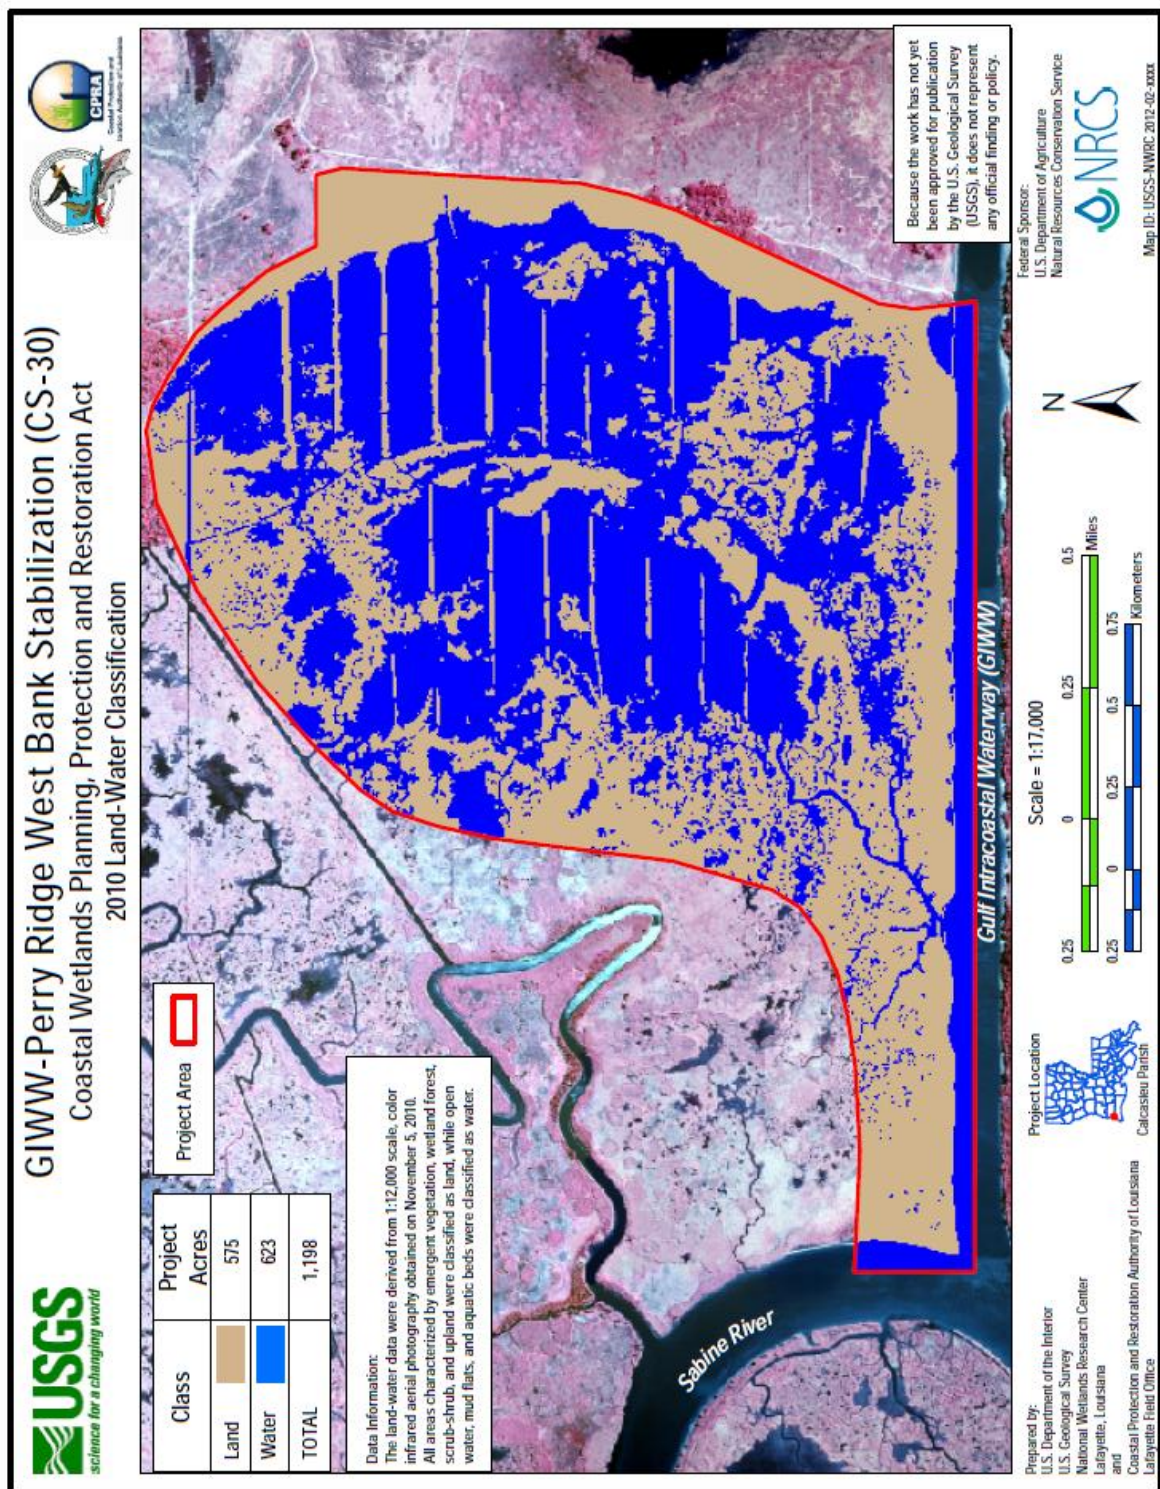 USGS
science for a changing world
GIWW-Perry Ridge West Bank Stabilization (CS-30)
Coastal Wetlands Planning, Protection and Restoration Act
2010 Land-Water Classification
CPRA
Coastal Protection and
Restoration Authority of Louisiana
Class
Project
Acres
Land
575
Water
623
TOTAL
1,198
Project Area
Data Information:
The land-water data were derived from 1:12,000 scale, color
infrared aerial photography obtained on November 5, 2010.
All areas characterized by emergent vegetation, wetland forest,
scrub-shrub, and upland were classified as land, while open
water, mud flats, and aquatic beds were classified as water.
Because the work has not yet
been approved for publication
by the U.S. Geological Survey
(USGS), it does not represent
any official finding or policy.
Sabine River
Gulf Intracoastal Waterway (GIWW)
Prepared by:
U.S. Department of the Interior
U.S. Geological Survey
National Wetlands Research Center
Lafayette, Louisiana
and
Coastal Protection and Restoration Authority of Louisiana
Lafayette Field Office
Project Location
Calcasieu Parish
Scale = 1:17,000
0.25
0
0.25
0.5
Miles
0.25
0
0.25
0.5
0.75
Kilometers
N
Federal Sponsor:
U.S. Department of Agriculture
Natural Resources Conservation Service
NRCS
Map ID: USGS-NWRC 2012-02-xxxx